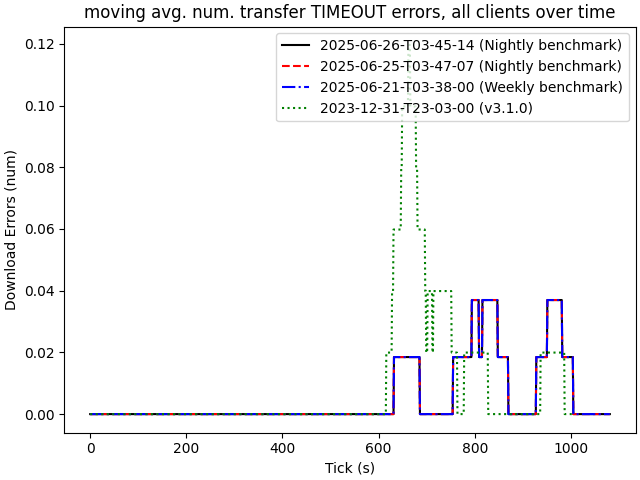 moving avg. num. transfer TIMEOUT errors, all clients over time
2025-06-26-T03-45-14 (Nightly benchmark)
2025-06-25-T03-47-07 (Nightly benchmark)
2025-06-21-T03-38-00 (Weekly benchmark)
2023-12-31-T23-03-00 (v3.1.0)
Download Errors (num)
0.12
0.10
0.08
0.06
0.04
0.02
0.00
0 200 400 600 800 1000
Tick (s)